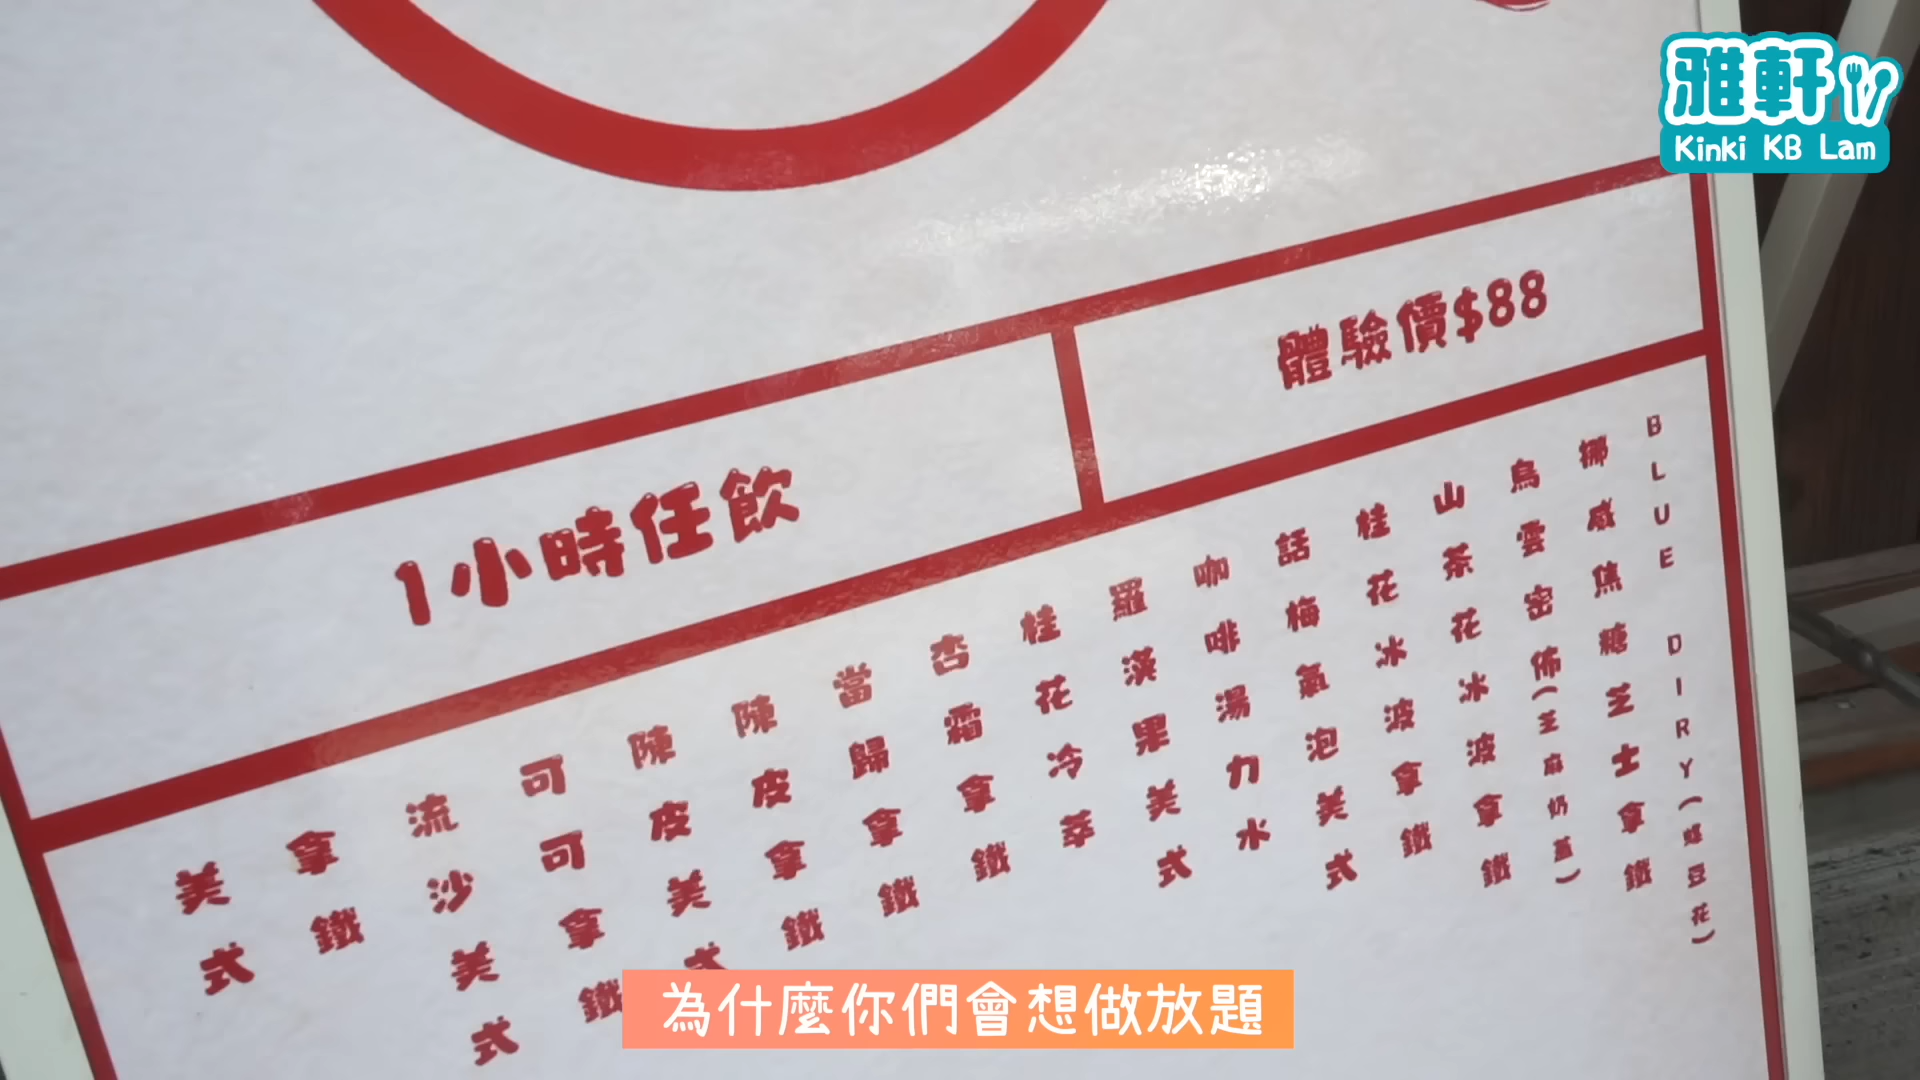 雅軒
Kinki KB Lam
體驗價$88
1小時任飲
BLUE DIRY(蝶豆花)
挪威焦糖芝士拿鐵
烏雲密佈(芝麻奶蓋)
山茶花冰波拿鐵
桂花冰波拿鐵
話梅氣泡美式
咖啡湯力水
羅漢果美式
桂花冷萃
杏霜拿鐵
當歸拿鐵
陳皮拿鐵
陳皮美式
可可拿鐵
流沙美式
拿鐵
美式
為什麼你們會想做放題